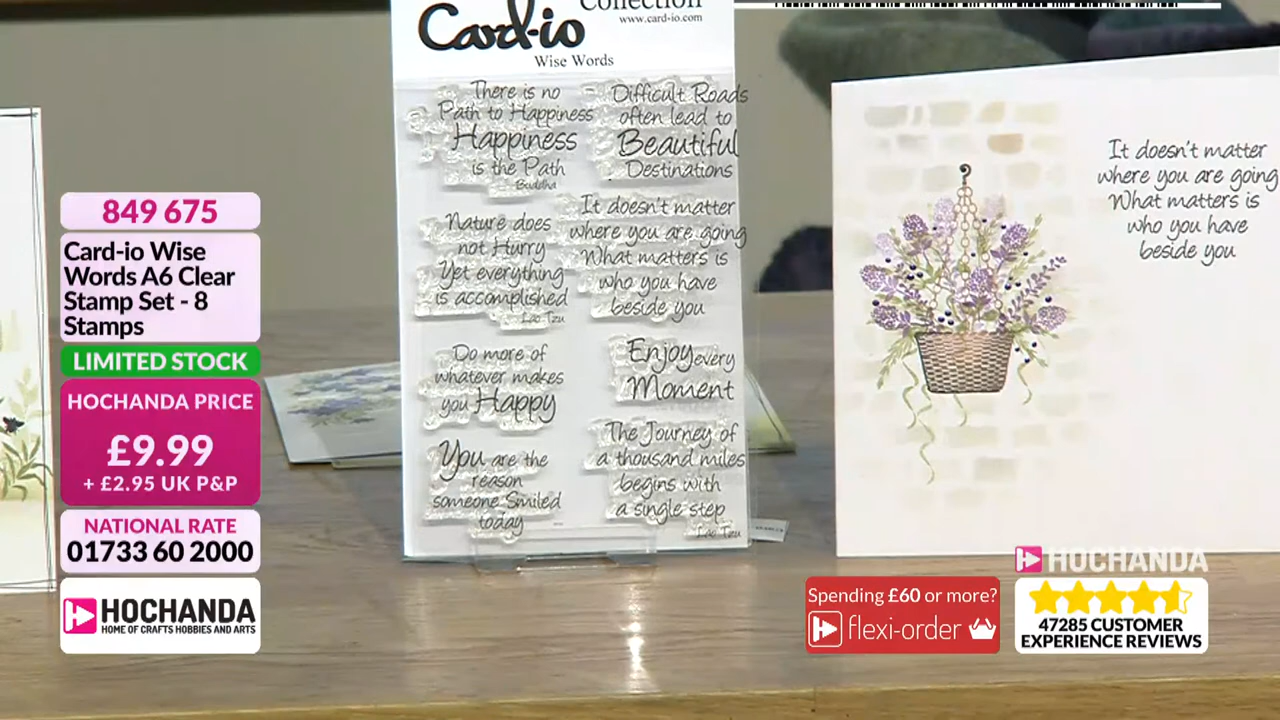 Collection
www.card-io.com
Card-io
Wise Words
There is no
Path to Happiness
Happiness
is the Path
Buddha
Difficult Roads
often lead to
Beautiful
Destinations
Nature does
not Hurry
Yet everything
is accomplished
Lao Tzu
It doesn't matter
where you are going
What matters is
who you have
beside you
Do more of
whatever makes
you Happy
Enjoy every
Moment
You are the
reason
someone Smiled
today
The Journey of
a thousand miles
begins with
a single step
Lao Tzu
It doesn't matter
where you are going
What matters is
who you have
beside you
849 675
Card-io Wise
Words A6 Clear
Stamp Set - 8
Stamps
LIMITED STOCK
HOCHANDA PRICE
£9.99
+ £2.95 UK P&P
NATIONAL RATE
01733 60 2000
HOCHANDA
HOME OF CRAFTS HOBBIES AND ARTS
Spending £60 or more?
flexi-order
HOCHANDA
47285 CUSTOMER
EXPERIENCE REVIEWS